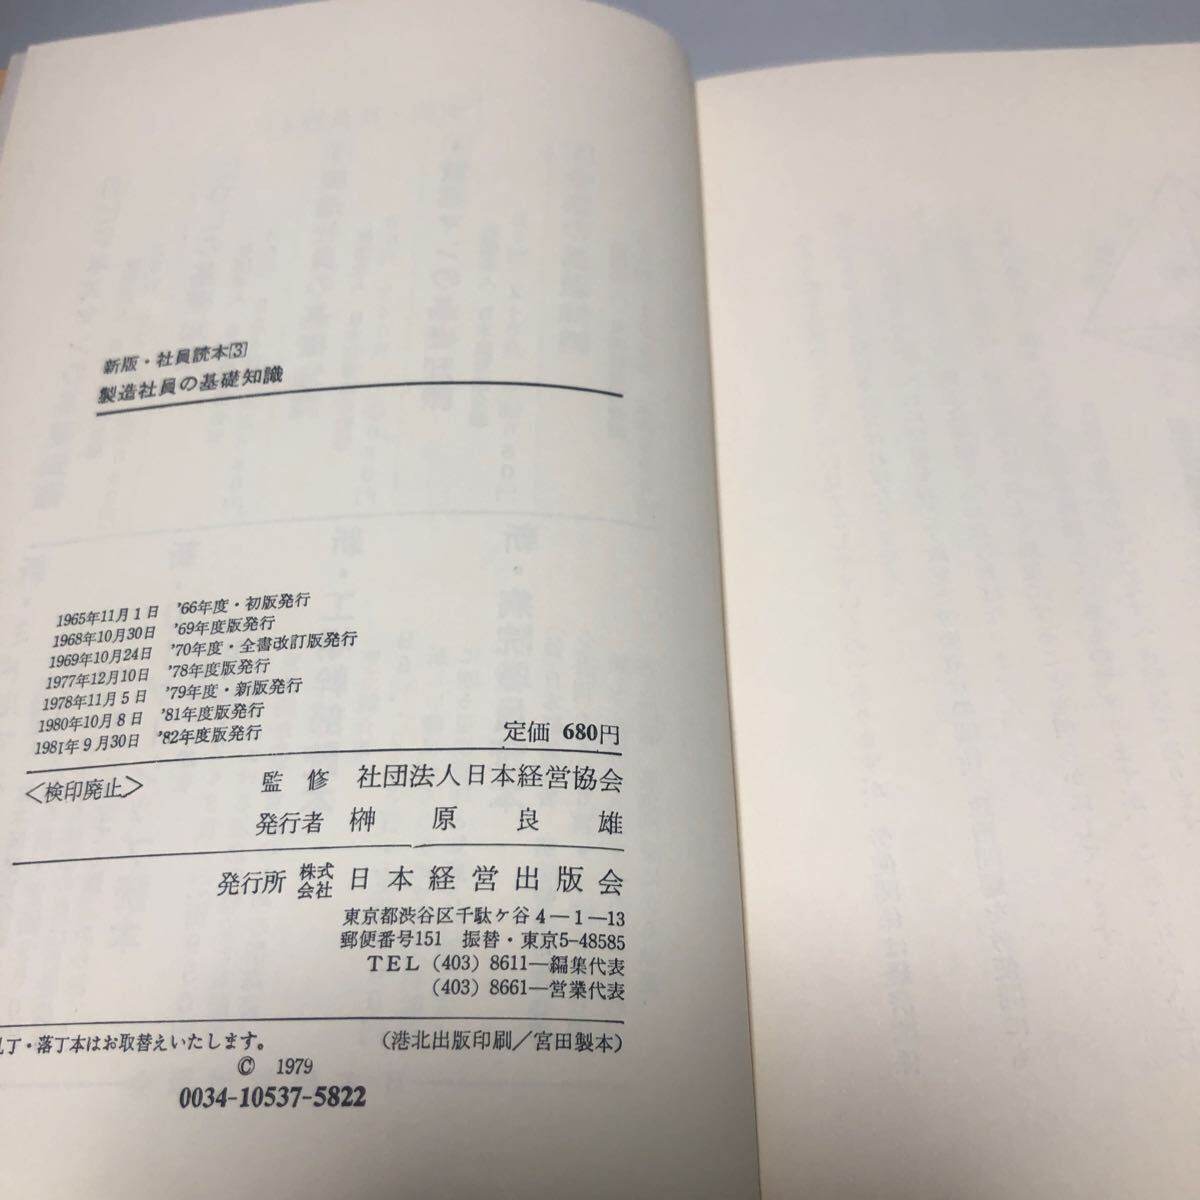 新版・社員読本[3]
製造社員の基礎知識
1965年11月1日 '66年度・初版発行
1968年10月30日 '69年度版発行
1969年10月24日 '70年度・全書改訂版発行
1977年12月10日 '78年度版発行
1978年11月5日 '79年度・新版発行
1980年10月8日 '81年度版発行
1981年9月30日 '82年度版発行
定価 680円
<検印廃止>
監修 社団法人日本経営協会
発行者 榊原良雄
発行所 株式会社 日本経営出版会
東京都渋谷区千駄ケ谷4―1―13
郵便番号151 振替・東京5-48585
TEL (403) 8611―編集代表
(403) 8661―営業代表
丁・落丁本はお取替えいたします。
(港北出版印刷/宮田製本)
© 1979
0034-10537-5822